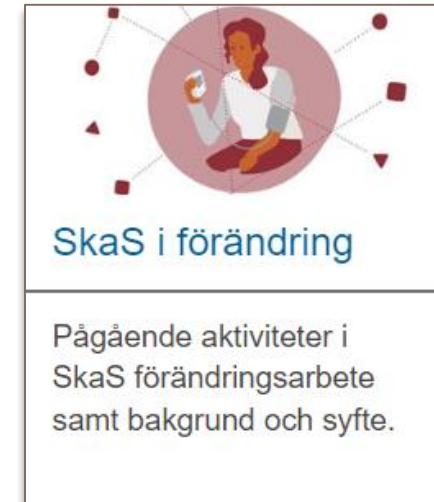 SkaS i förändring
Pågående aktiviteter i
SkaS förändringsarbete
samt bakgrund och syfte.